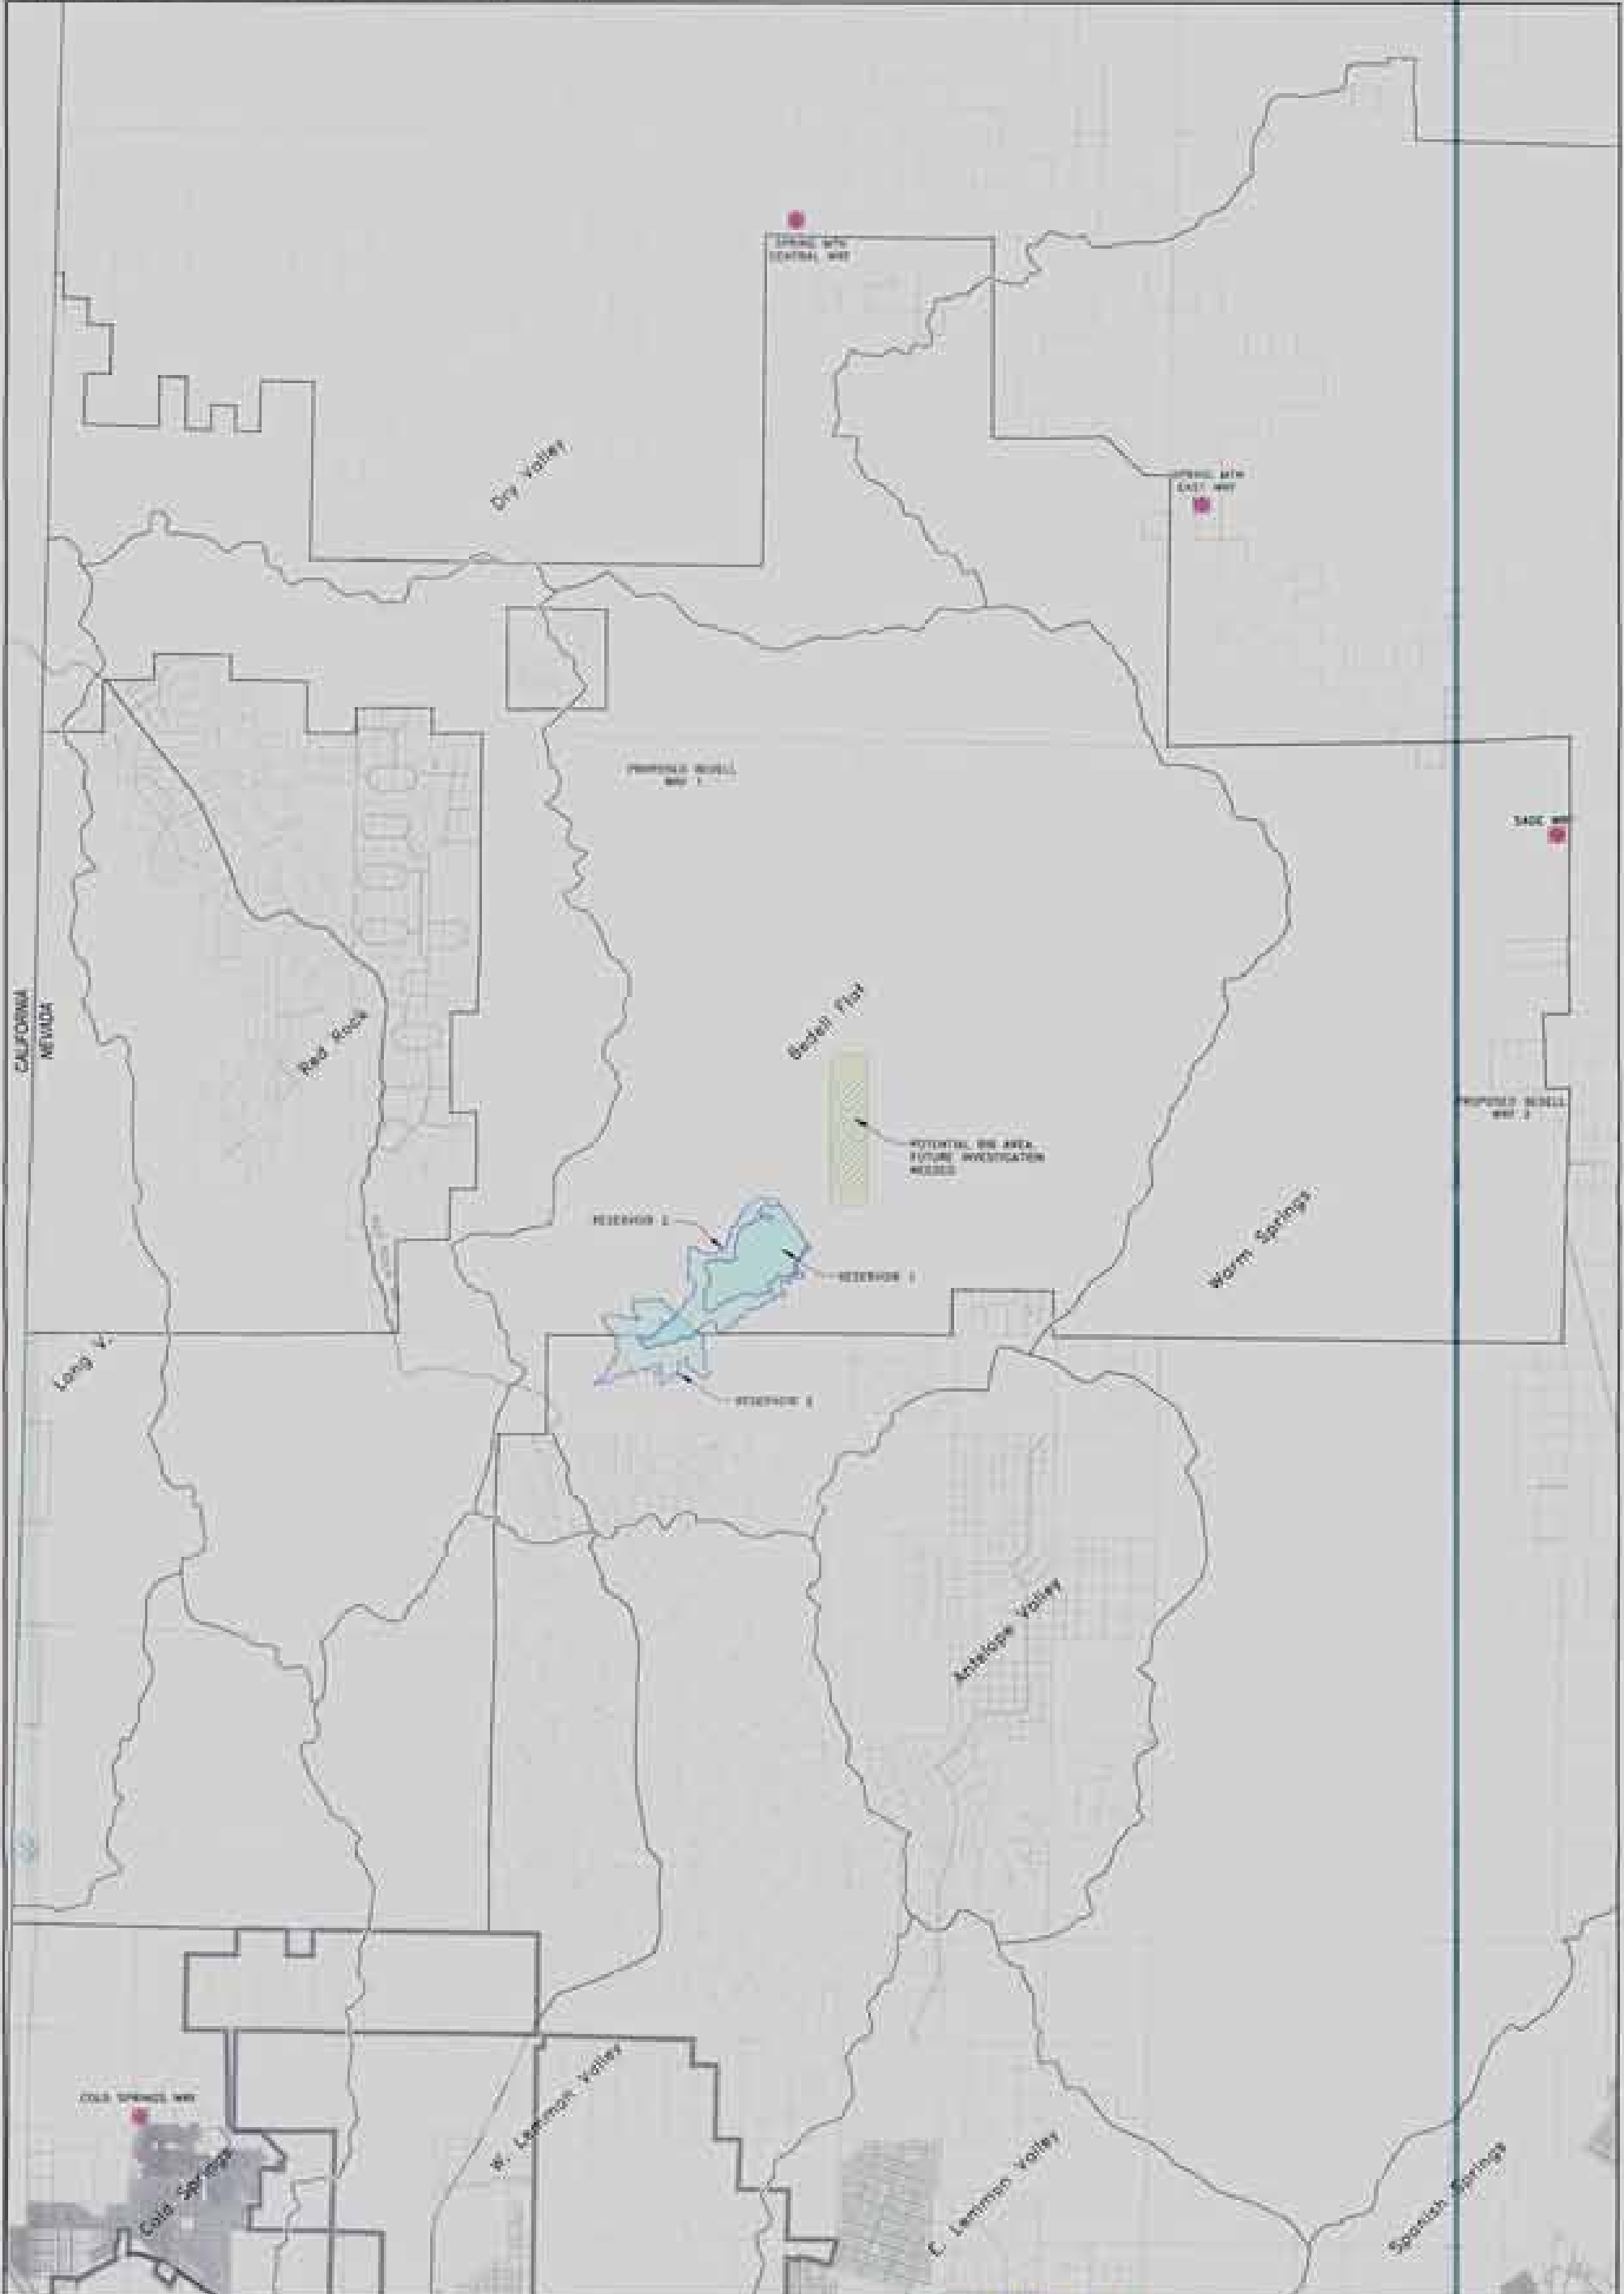 SPRING MTN
CENTRAL WRF
Dry Valley
SPRING MTN
EAST WRF
PROPOSED BEDELL
WRF 1
SAGE WRF
CALIFORNIA
NEVADA
Red Rock
Bedell Flat
PROPOSED BEDELL
WRF 2
POTENTIAL RIB AREA,
FUTURE INVESTIGATION
NEEDED
RESERVOIR 2
Warm Springs
RESERVOIR 1
Long V.
RESERVOIR
Antelope Valley
COLD SPRINGS WRF
Cold Springs
W. Lemmon Valley
E. Lemmon Valley
Spanish Springs